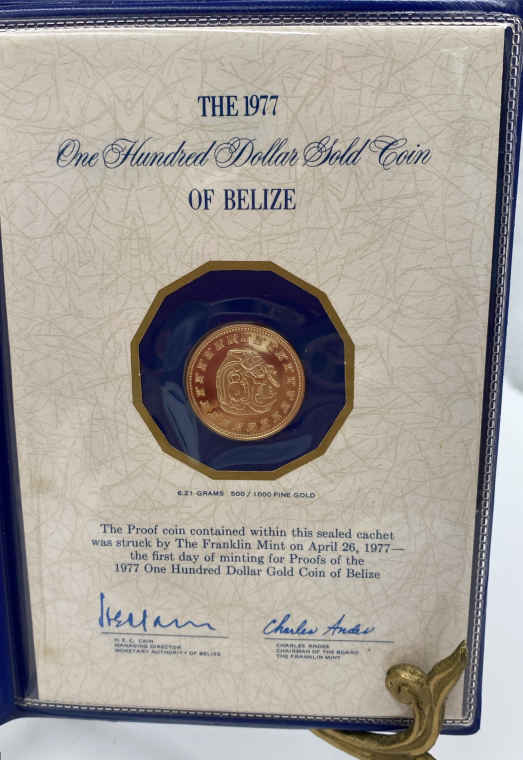 THE 1977
One Hundred Dollar Gold Coin
OF BELIZE
6.21 GRAMS 500/1000 FINE GOLD
The Proof coin contained within this sealed cachet
was struck by The Franklin Mint on April 26, 1977—
the first day of minting for Proofs of the
1977 One Hundred Dollar Gold Coin of Belize
Charles Andes
H. E. C. CAIN
MANAGING DIRECTOR
MONETARY AUTHORITY OF BELIZE
CHARLES ANDES
CHAIRMAN OF THE BOARD
THE FRANKLIN MINT